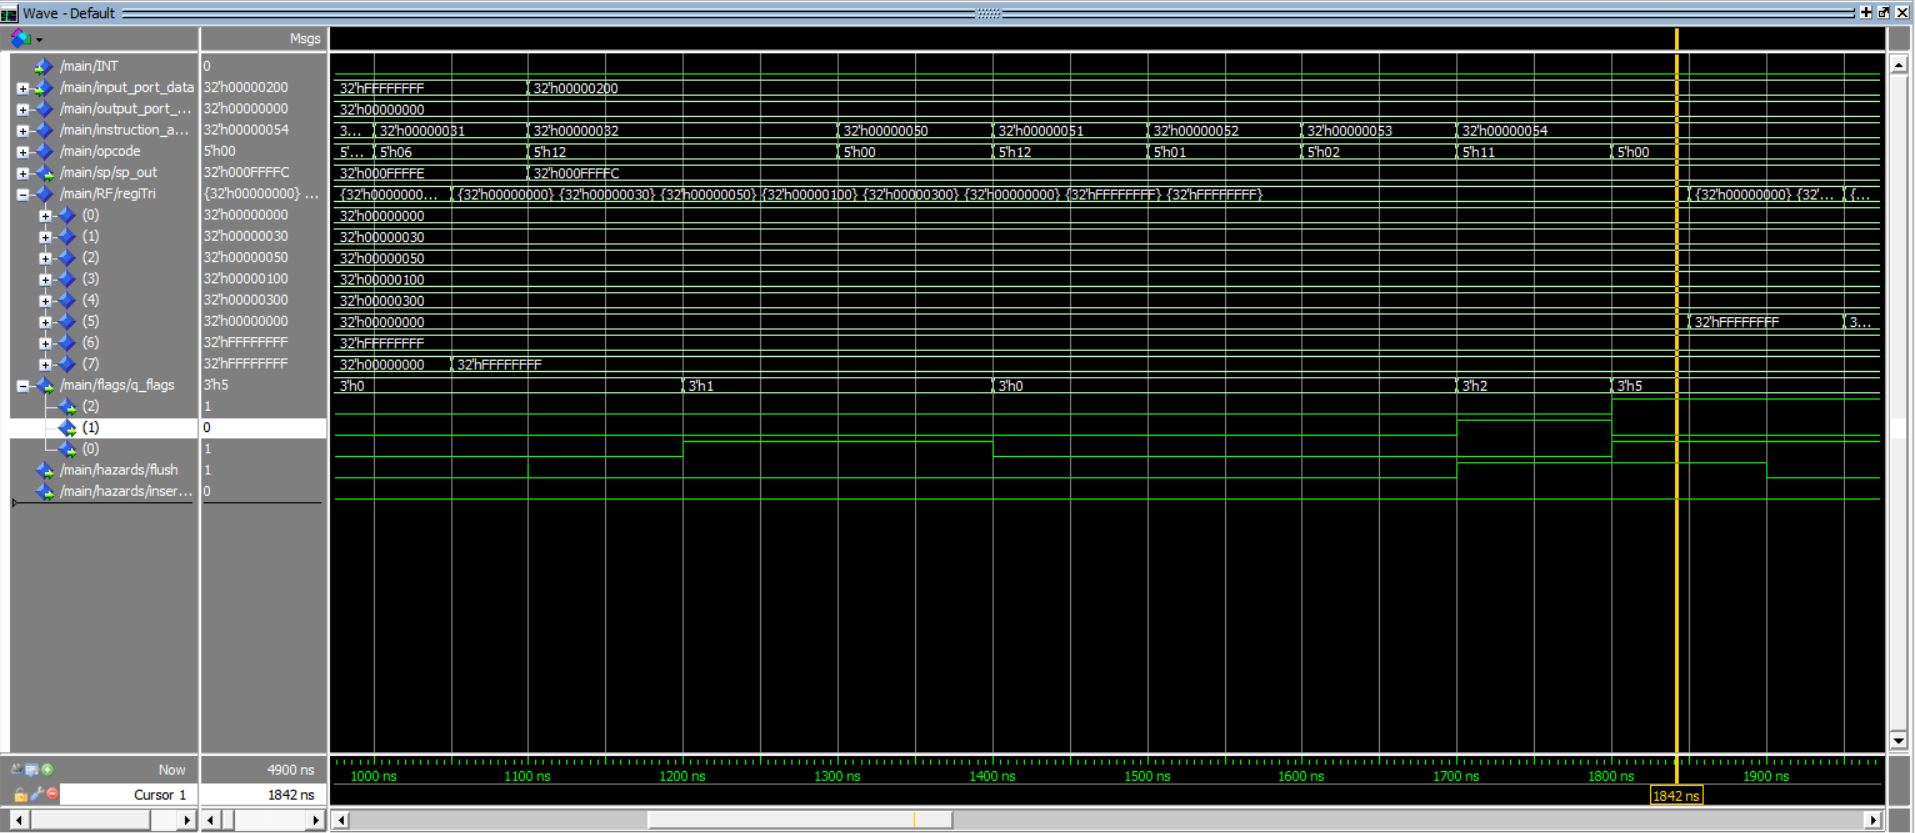 Wave - Default
Msgs
/main/INT 0
/main/input_port_data 32'h00000200 32'hFFFFFFFF 32'h00000200
/main/output_port_... 32'h00000000 32'h00000000
/main/instruction_a... 32'h00000054 3... 32'h00000031 32'h00000032 32'h00000050 32'h00000051 32'h00000052 32'h00000053 32'h00000054
/main/opcode 5'h00 5'... 5'h06 5'h12 5'h00 5'h12 5'h01 5'h02 5'h11 5'h00
/main/sp/sp_out 32'h000FFFFC 32'h000FFFFE 32'h000FFFFC
/main/RF/regiTri {32'h00000000} ... {32'h0000000... {32'h00000000} {32'h00000030} {32'h00000050} {32'h00000100} {32'h00000300} {32'h00000000} {32'hFFFFFFFF} {32'hFFFFFFFF} {32'h00000000} {32'... {...
(0) 32'h00000000 32'h00000000
(1) 32'h00000030 32'h00000030
(2) 32'h00000050 32'h00000050
(3) 32'h00000100 32'h00000100
(4) 32'h00000300 32'h00000300
(5) 32'h00000000 32'h00000000 32'hFFFFFFFF 3...
(6) 32'hFFFFFFFF 32'hFFFFFFFF
(7) 32'hFFFFFFFF 32'h00000000 32'hFFFFFFFF
/main/flags/q_flags 3'h5 3'h0 3'h1 3'h0 3'h2 3'h5
(2) 1
(1) 0
(0) 1
/main/hazards/flush 1
/main/hazards/inser... 0
Now 4900 ns 1000 ns 1100 ns 1200 ns 1300 ns 1400 ns 1500 ns 1600 ns 1700 ns 1800 ns 1900 ns
Cursor 1 1842 ns 1842 ns